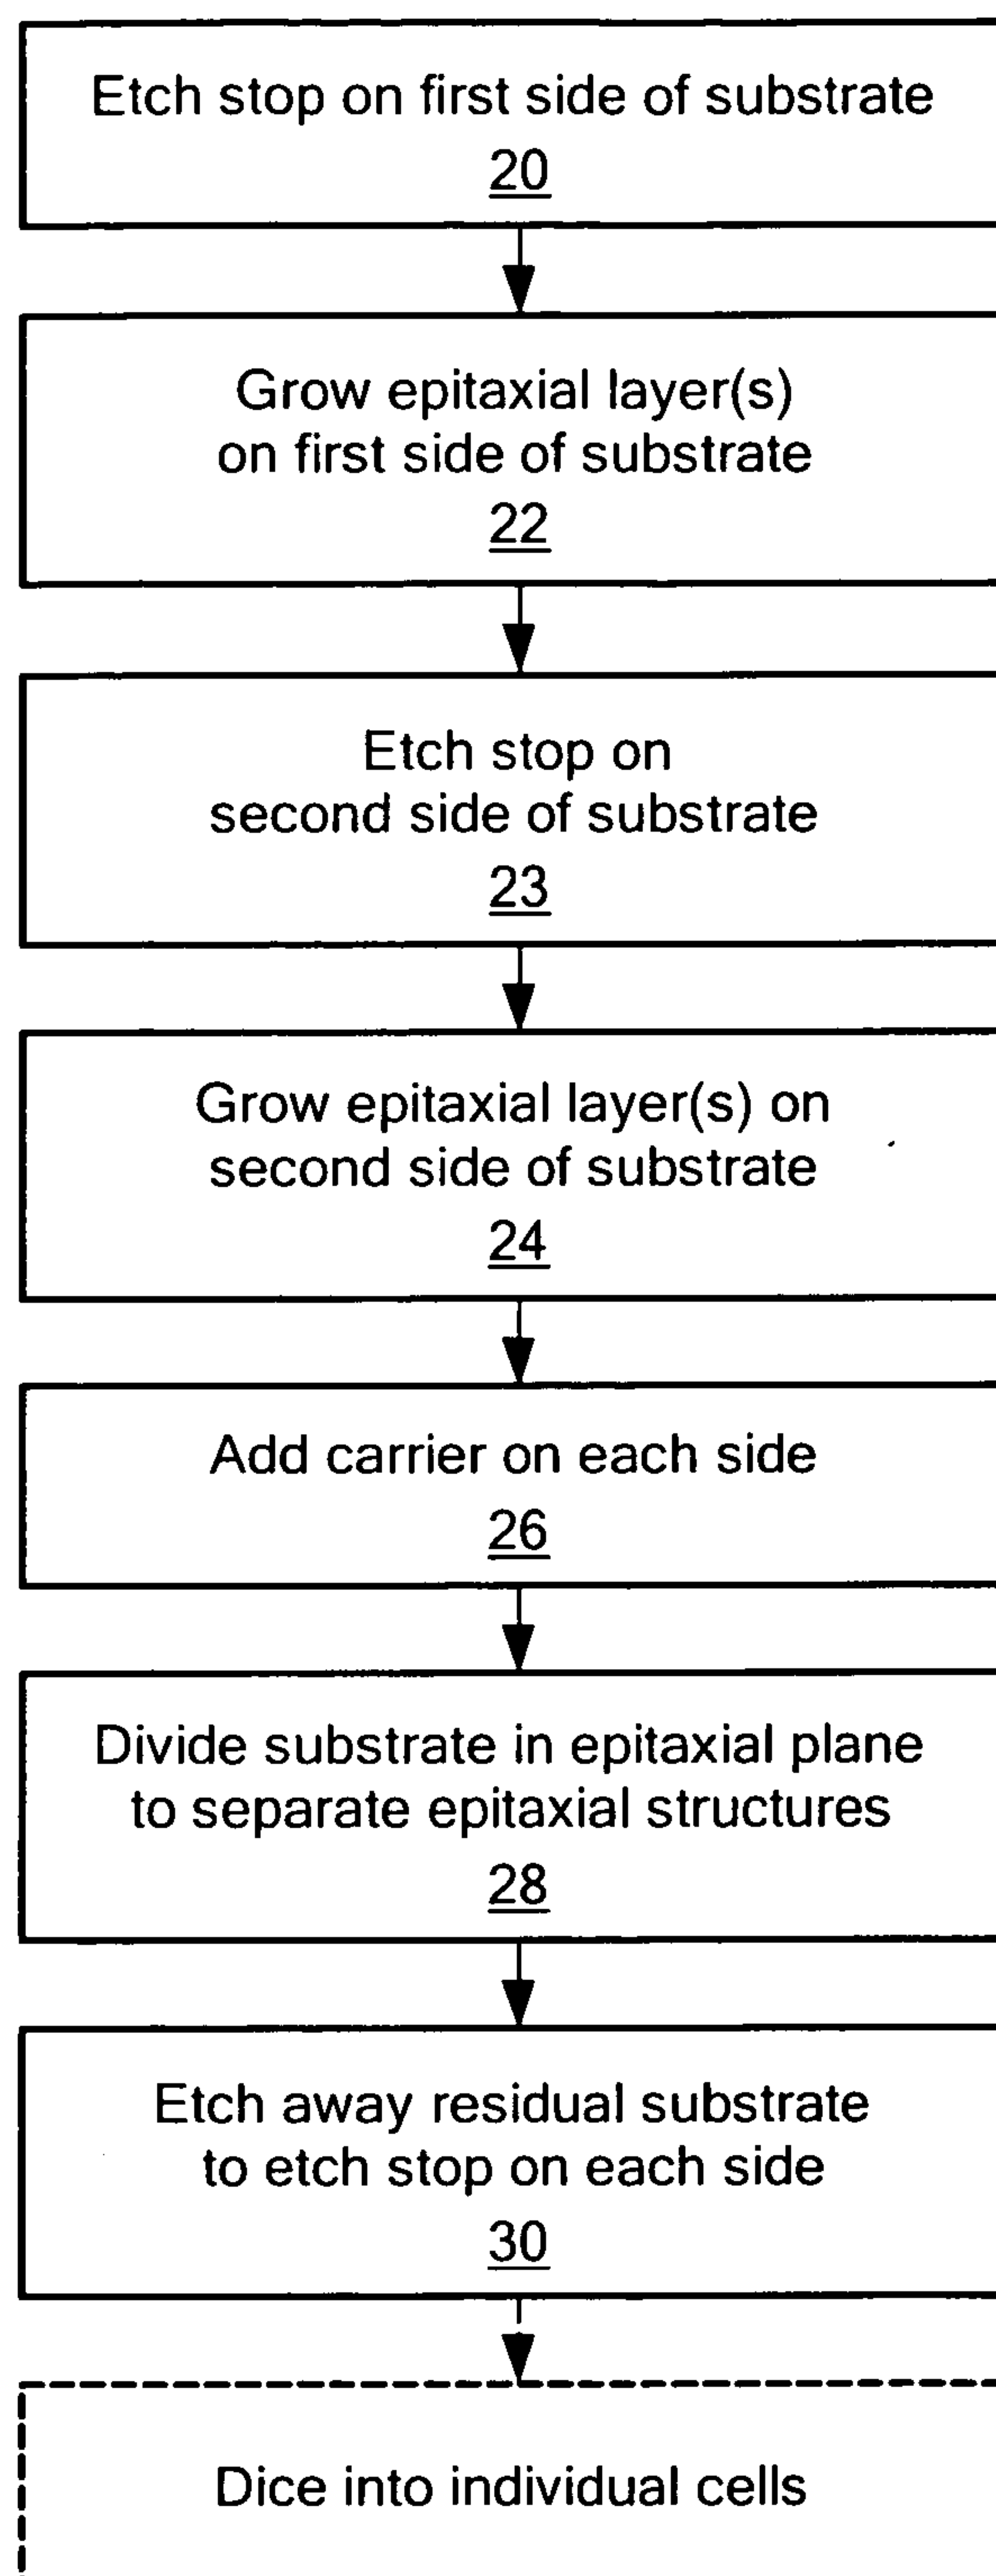 Etch stop on first side of substrate
20
Grow epitaxial layer(s)
on first side of substrate
22
Etch stop on
second side of substrate
23
Grow epitaxial layer(s) on
second side of substrate
24
Add carrier on each side
26
Divide substrate in epitaxial plane
to separate epitaxial structures
28
Etch away residual substrate
to etch stop on each side
30
Dice into individual cells